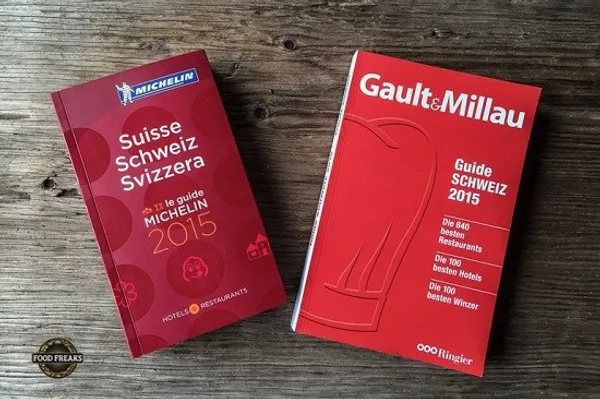 MICHELIN
Suisse
Schweiz
Svizzera
le guide
MICHELIN
2015
HOTELS & RESTAURANTS
Gault&Millau
Guide
SCHWEIZ
2015
Die 840
besten
Restaurants
Die 100
besten Hotels
Die 100
besten Winzer
Ringier
FOOD FREAKS